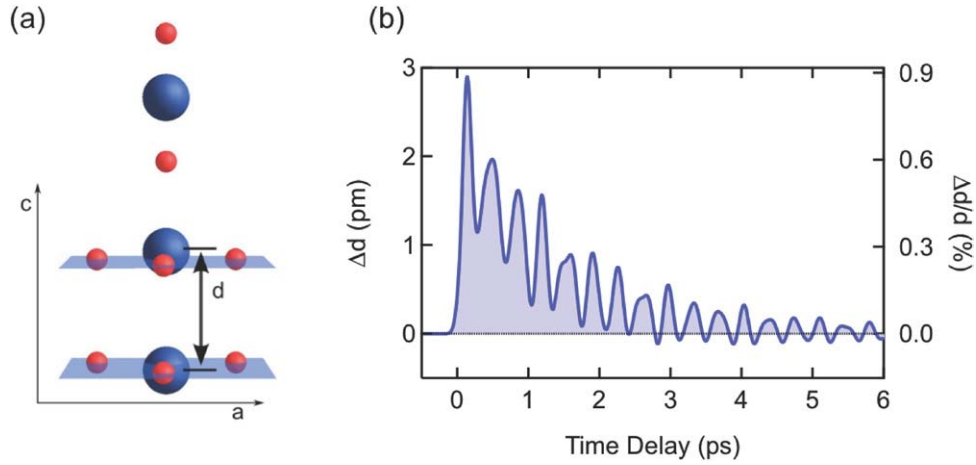 (a)
c
d
a
(b)
Δd (pm)
3
2
1
0
0.9
0.6
0.3
0.0
Δd/d (%)
0 1 2 3 4 5 6
Time Delay (ps)